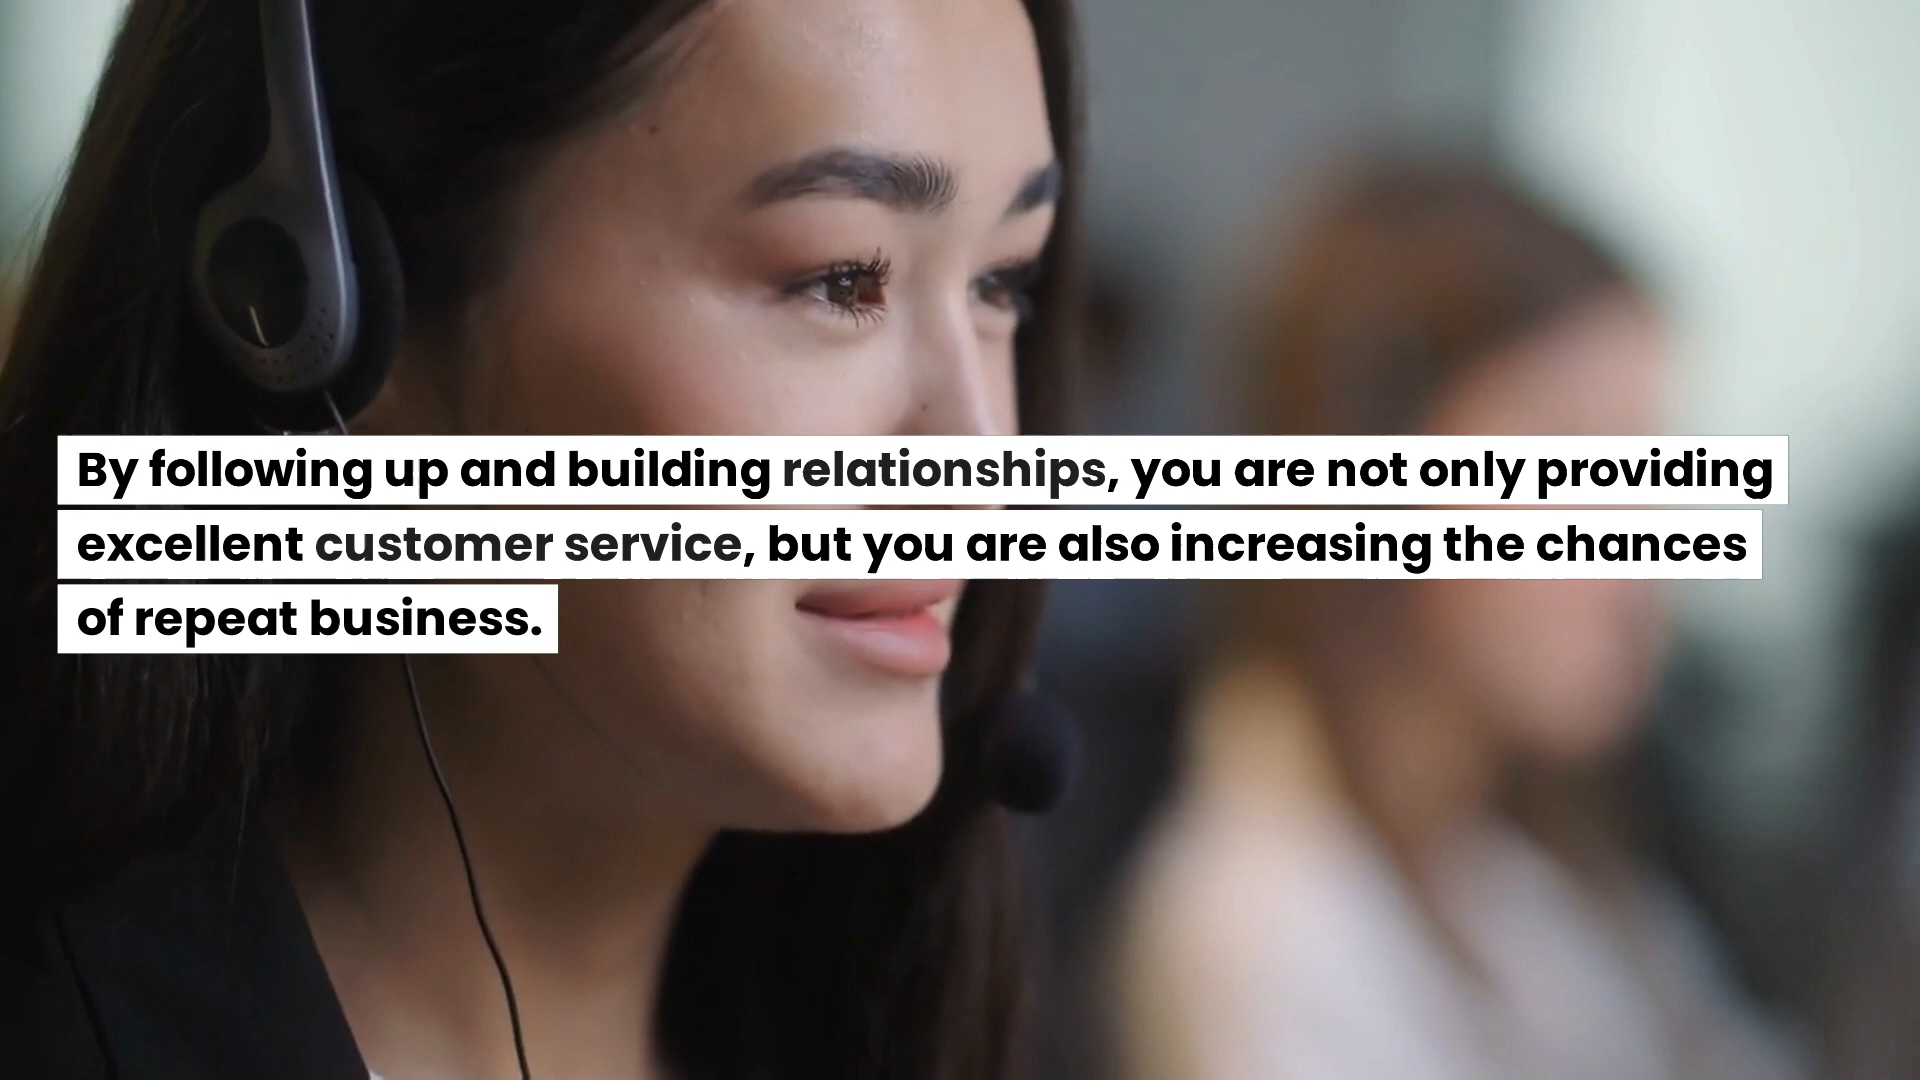 By following up and building relationships, you are not only providing
excellent customer service, but you are also increasing the chances
of repeat business.